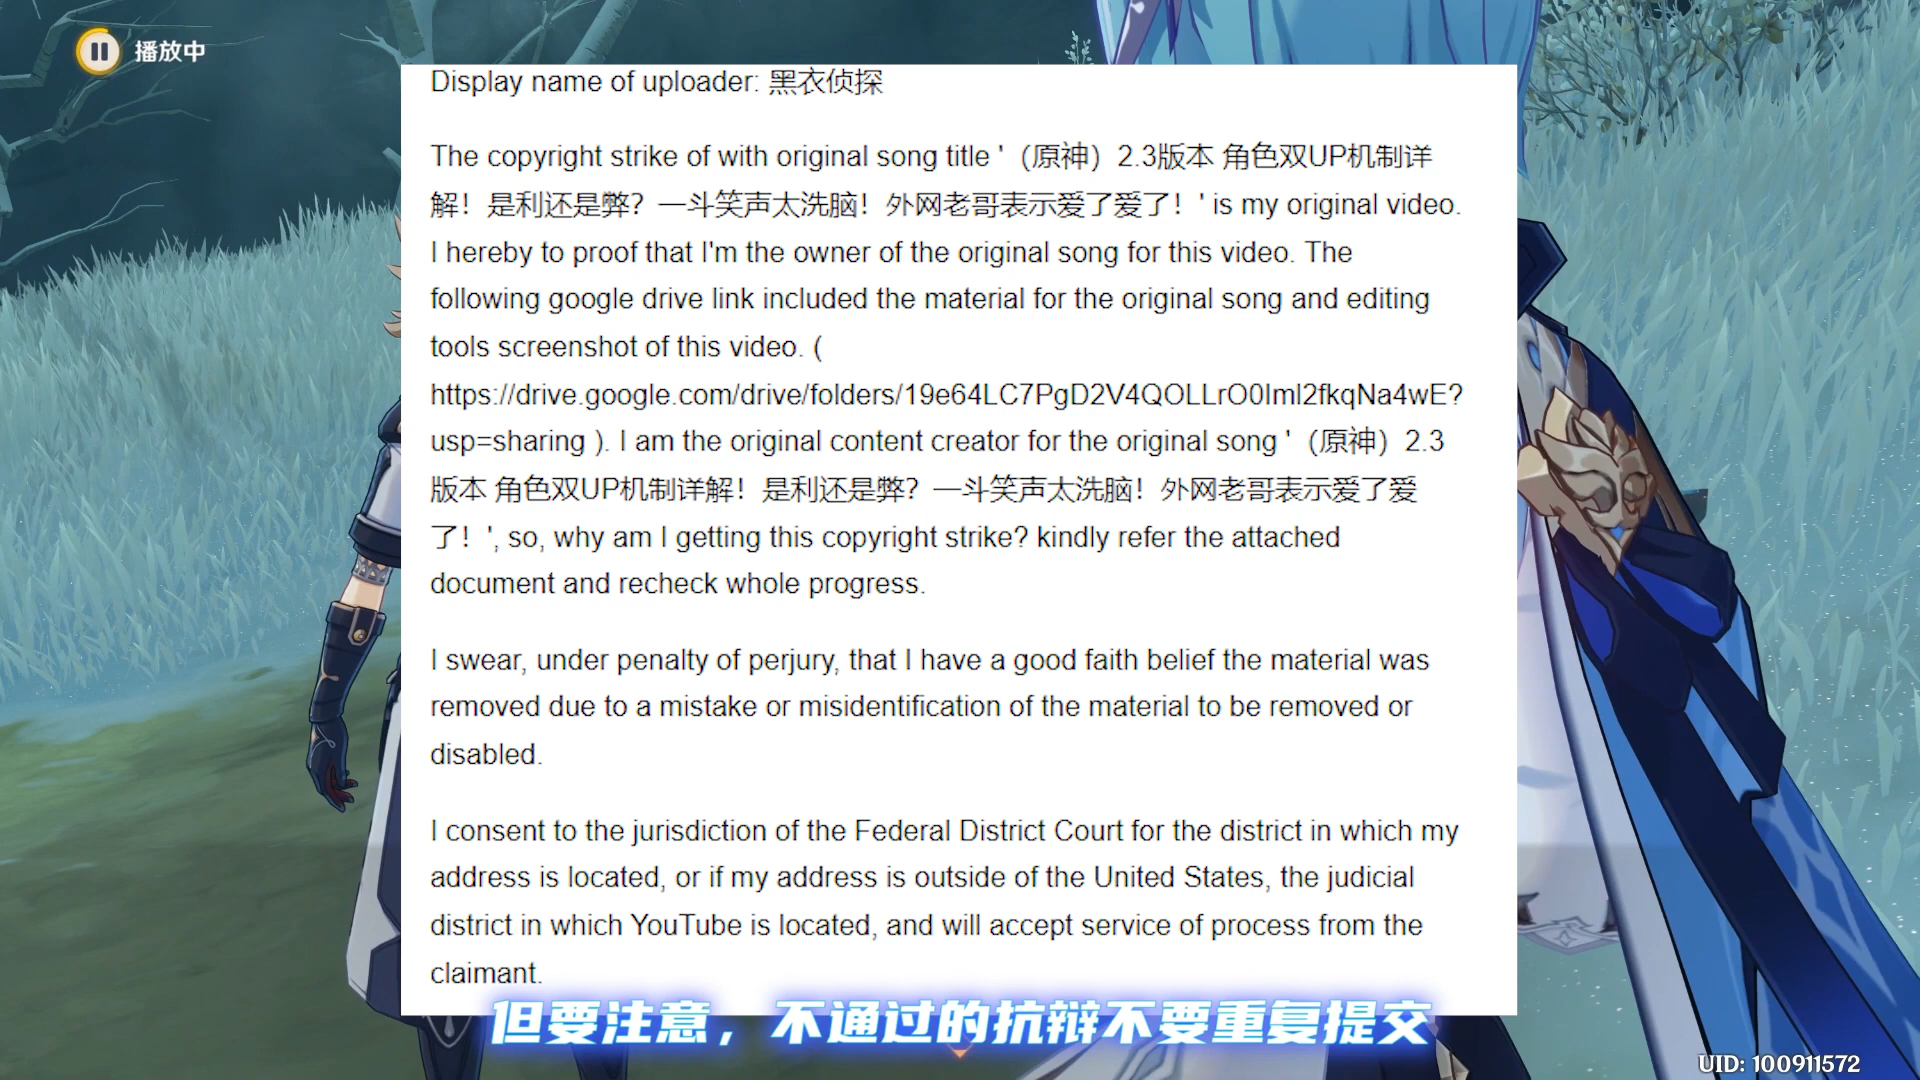 播放中
Display name of uploader: 黑衣侦探
The copyright strike of with original song title '（原神）2.3版本 角色双UP机制详
解！是利还是弊？一斗笑声太洗脑！外网老哥表示爱了爱了！' is my original video.
I hereby to proof that I'm the owner of the original song for this video. The
following google drive link included the material for the original song and editing
tools screenshot of this video. (
https://drive.google.com/drive/folders/19e64LC7PgD2V4QOLLrO0Iml2fkqNa4wE?
usp=sharing ). I am the original content creator for the original song '（原神）2.3
版本 角色双UP机制详解！是利还是弊？一斗笑声太洗脑！外网老哥表示爱了爱
了！', so, why am I getting this copyright strike? kindly refer the attached
document and recheck whole progress.
I swear, under penalty of perjury, that I have a good faith belief the material was
removed due to a mistake or misidentification of the material to be removed or
disabled.
I consent to the jurisdiction of the Federal District Court for the district in which my
address is located, or if my address is outside of the United States, the judicial
district in which YouTube is located, and will accept service of process from the
claimant.
但要注意，不通过的抗辩不要重复提交
UID: 100911572